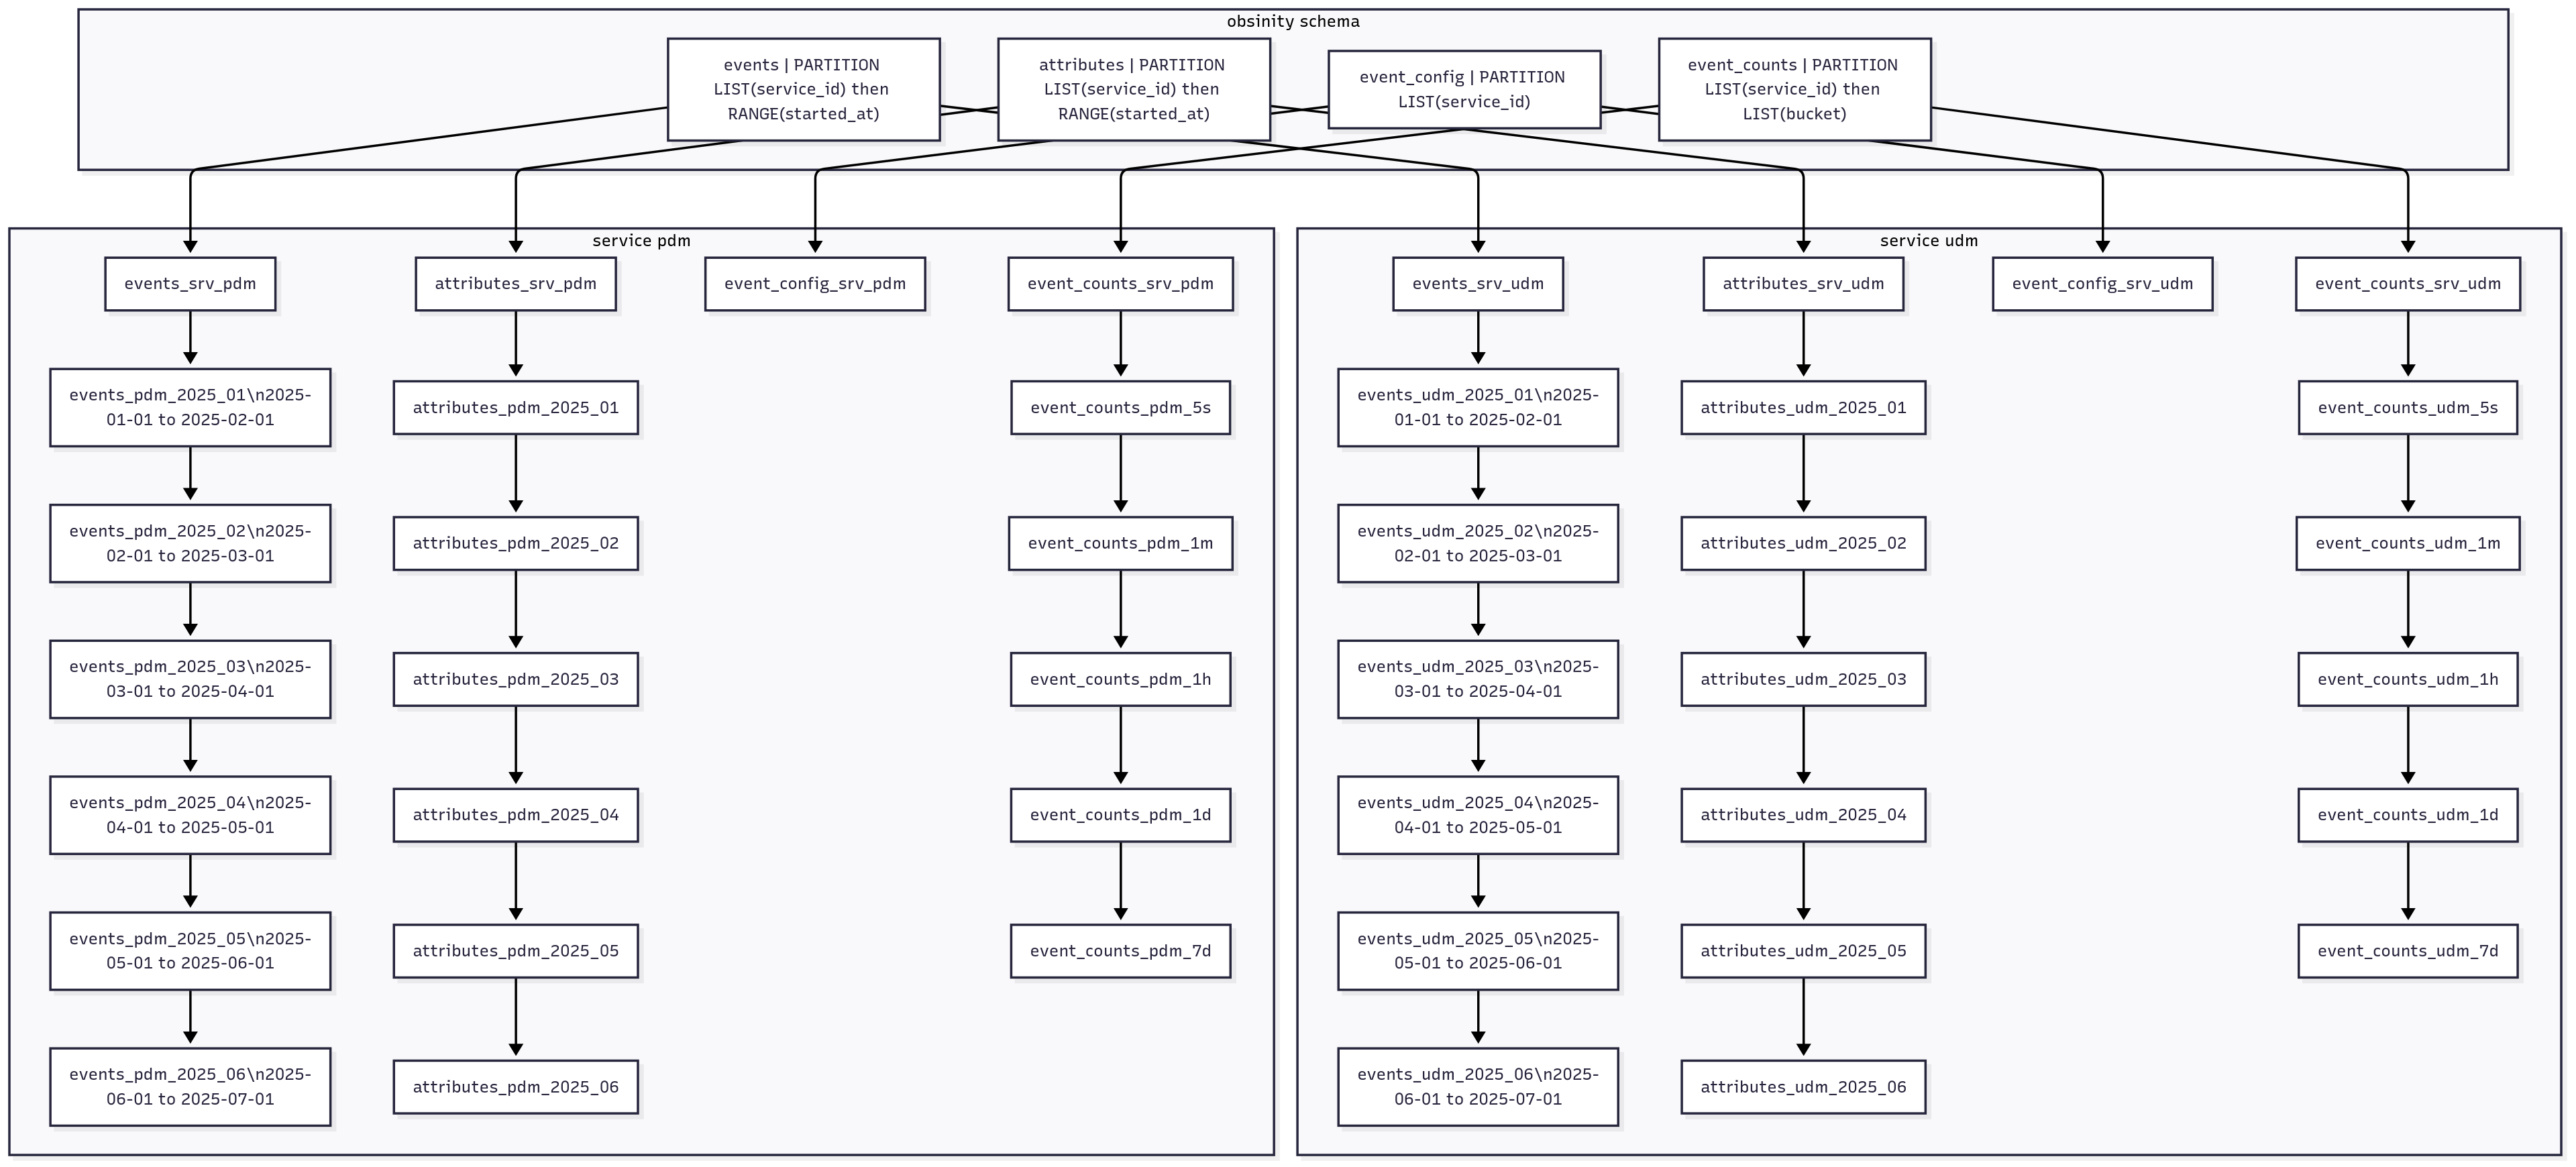 obsinity schema
events | PARTITION
LIST(service_id) then
RANGE(started_at)
attributes | PARTITION
LIST(service_id) then
RANGE(started_at)
event_config | PARTITION
LIST(service_id)
event_counts | PARTITION
LIST(service_id) then
LIST(bucket)
service pdm
events_srv_pdm
attributes_srv_pdm
event_config_srv_pdm
event_counts_srv_pdm
events_pdm_2025_01\n2025-
01-01 to 2025-02-01
attributes_pdm_2025_01
event_counts_pdm_5s
events_pdm_2025_02\n2025-
02-01 to 2025-03-01
attributes_pdm_2025_02
event_counts_pdm_1m
events_pdm_2025_03\n2025-
03-01 to 2025-04-01
attributes_pdm_2025_03
event_counts_pdm_1h
events_pdm_2025_04\n2025-
04-01 to 2025-05-01
attributes_pdm_2025_04
event_counts_pdm_1d
events_pdm_2025_05\n2025-
05-01 to 2025-06-01
attributes_pdm_2025_05
event_counts_pdm_7d
events_pdm_2025_06\n2025-
06-01 to 2025-07-01
attributes_pdm_2025_06
service udm
events_srv_udm
attributes_srv_udm
event_config_srv_udm
event_counts_srv_udm
events_udm_2025_01\n2025-
01-01 to 2025-02-01
attributes_udm_2025_01
event_counts_udm_5s
events_udm_2025_02\n2025-
02-01 to 2025-03-01
attributes_udm_2025_02
event_counts_udm_1m
events_udm_2025_03\n2025-
03-01 to 2025-04-01
attributes_udm_2025_03
event_counts_udm_1h
events_udm_2025_04\n2025-
04-01 to 2025-05-01
attributes_udm_2025_04
event_counts_udm_1d
events_udm_2025_05\n2025-
05-01 to 2025-06-01
attributes_udm_2025_05
event_counts_udm_7d
events_udm_2025_06\n2025-
06-01 to 2025-07-01
attributes_udm_2025_06